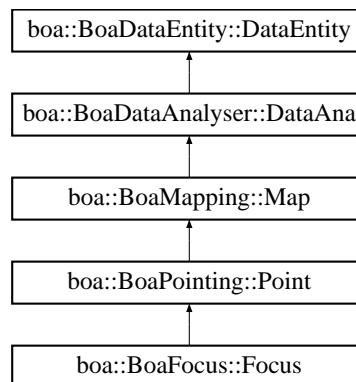 boa::BoaDataEntity::DataEntity
boa::BoaDataAnalyser::DataAna
boa::BoaMapping::Map
boa::BoaPointing::Point
boa::BoaFocus::Focus